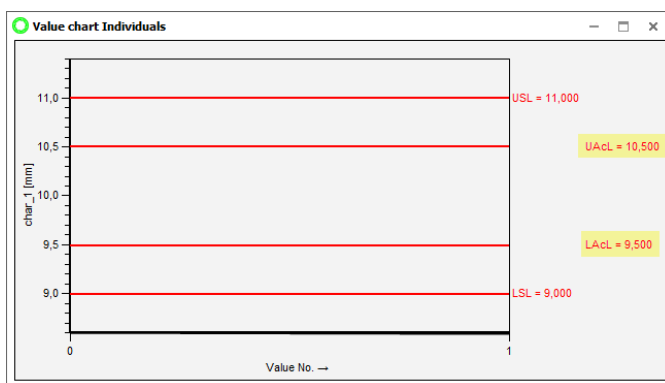 Value chart Individuals
11,0
USL = 11,000
10,5
UAcL = 10,500
char_1 [mm]
10,0
9,5
LAcL = 9,500
9,0
LSL = 9,000
0
1
Value No. →